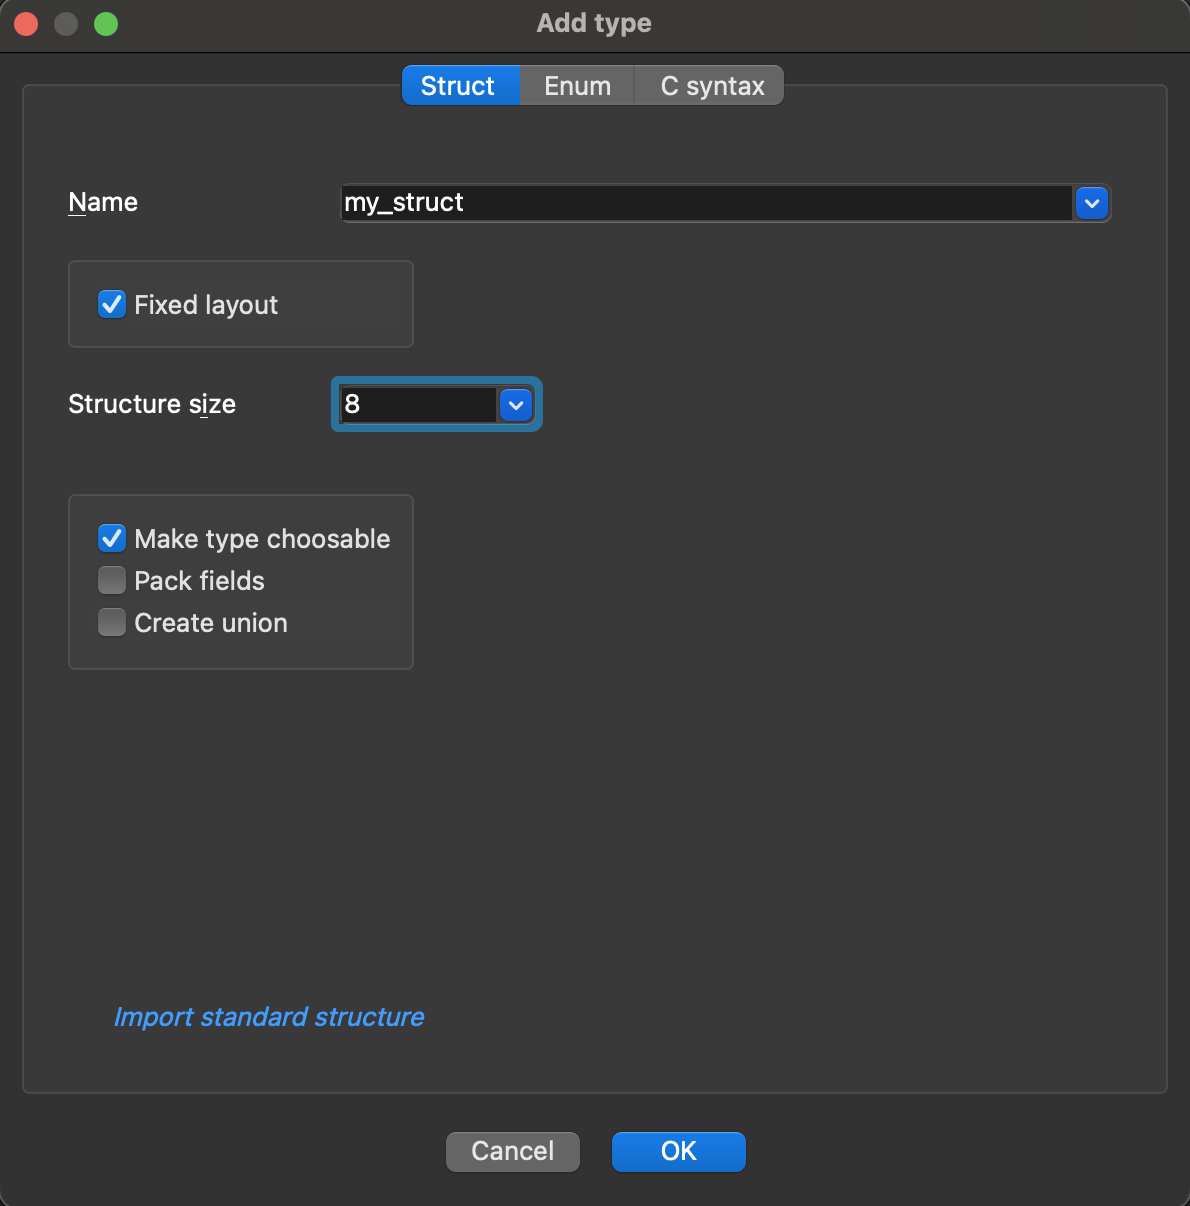 Add type
Struct Enum C syntax
Name my_struct
Fixed layout
Structure size 8
Make type choosable
Pack fields
Create union
Import standard structure
Cancel OK